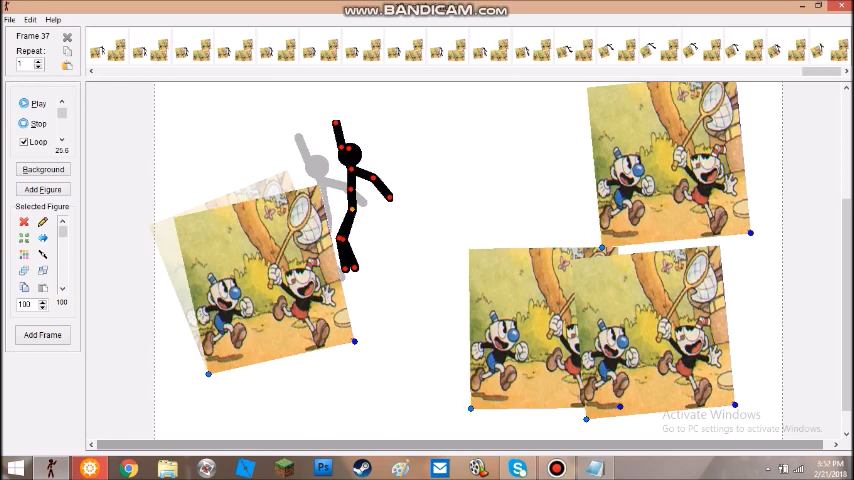 www.BANDICAM.com
File Edit Help
Frame 37
Repeat:
1
Play
Stop
Loop
25.6
Background
Add Figure
Selected Figure
100 100
Add Frame
Activate Windows
Go to PC settings to activate Windows.
Ps
3:52 PM
2/21/2018